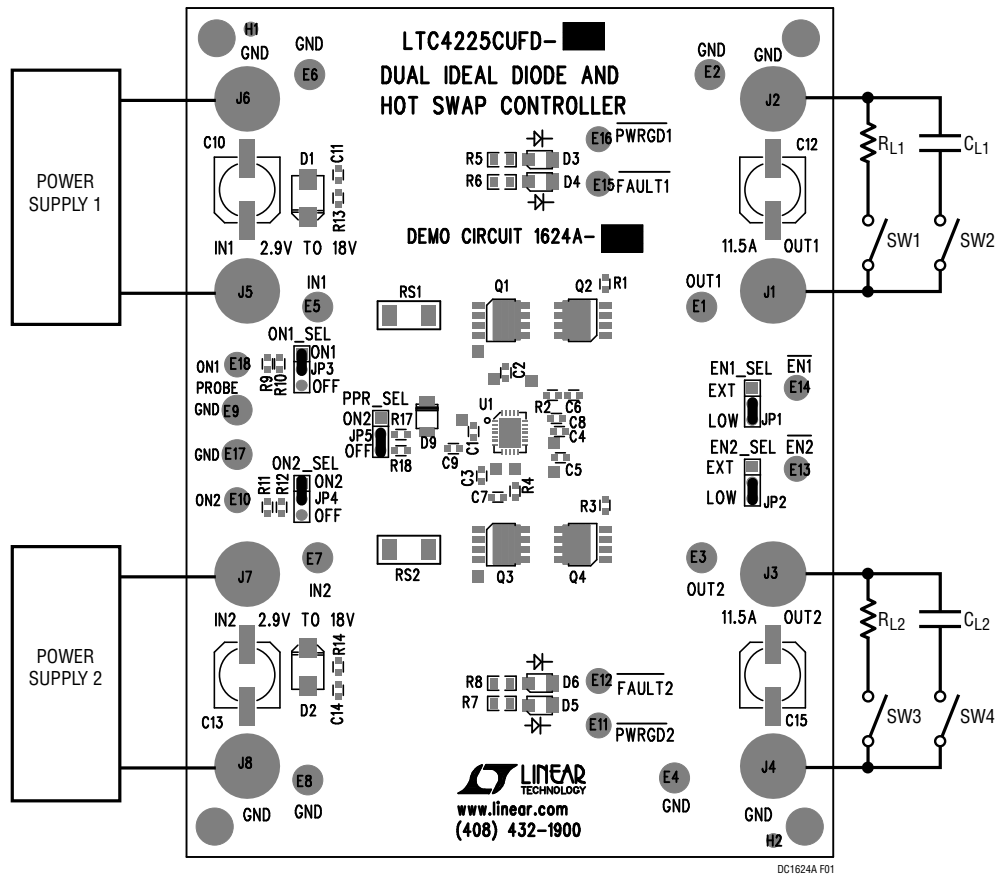 H1
GND
GND
E6
LTC4225CUFD-
DUAL IDEAL DIODE AND
HOT SWAP CONTROLLER
GND
E2
GND
J6
J2
POWER
SUPPLY 1
C10
D1
C11
R13
R5
D3
R6
D4
E16
PWRGD1
E15
FAULT1
C12
RL1
CL1
SW1
SW2
IN1
2.9V TO 18V
DEMO CIRCUIT 1624A-
11.5A
OUT1
J5
IN1
E5
RS1
Q1
Q2
R1
OUT1
E1
J1
ON1_SEL
ON1
JP3
OFF
ON1
E18
R9
R10
PROBE
GND
E9
PPR_SEL
ON2
JP5
OFF
R17
R18
D9
U1
C2
R2
C6
C8
C4
C1
C9
C5
C3
C7
R4
EN1_SEL
EXT
LOW
JP1
EN1
E14
GND
E17
ON2_SEL
ON2
JP4
OFF
ON2
E10
R11
R12
EN2_SEL
EXT
LOW
JP2
EN2
E13
R3
POWER
SUPPLY 2
J7
E7
IN2
RS2
Q3
Q4
E3
OUT2
J3
IN2
2.9V TO 18V
11.5A
OUT2
RL2
CL2
SW3
SW4
C13
D2
R14
C14
R8
D6
R7
D5
E12
FAULT2
E11
PWRGD2
C15
J8
E8
GND
GND
LINEAR
TECHNOLOGY
www.linear.com
(408) 432-1900
E4
GND
J4
GND
H2
DC1624A F01